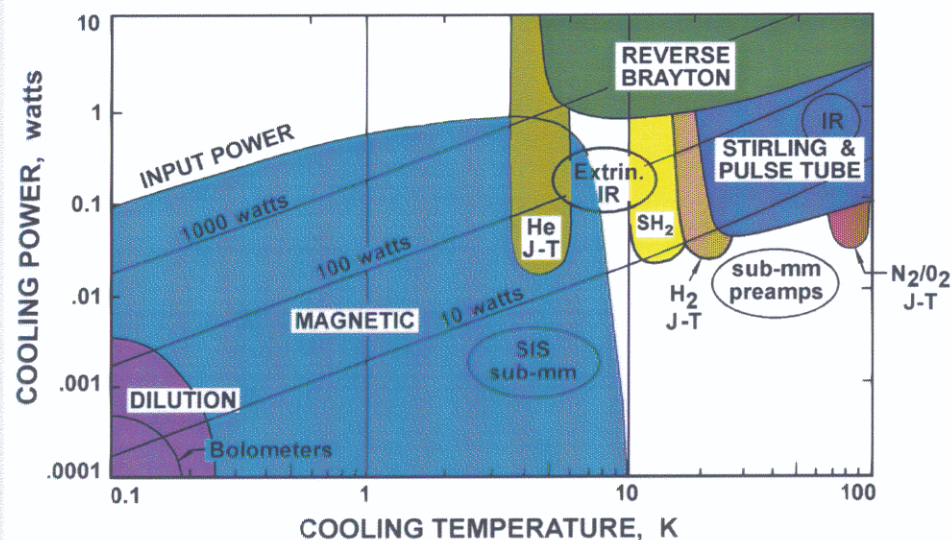 COOLING POWER, watts
10
1
0.1
.01
.001
.0001
INPUT POWER
1000 watts
100 watts
10 watts
MAGNETIC
DILUTION
Bolometers
SIS
sub-mm
He
J-T
Extrin.
IR
SH2
H2
J-T
REVERSE
BRAYTON
IR
STIRLING &
PULSE TUBE
sub-mm
preamps
N2/02
J-T
0.1
1
10
100
COOLING TEMPERATURE, K